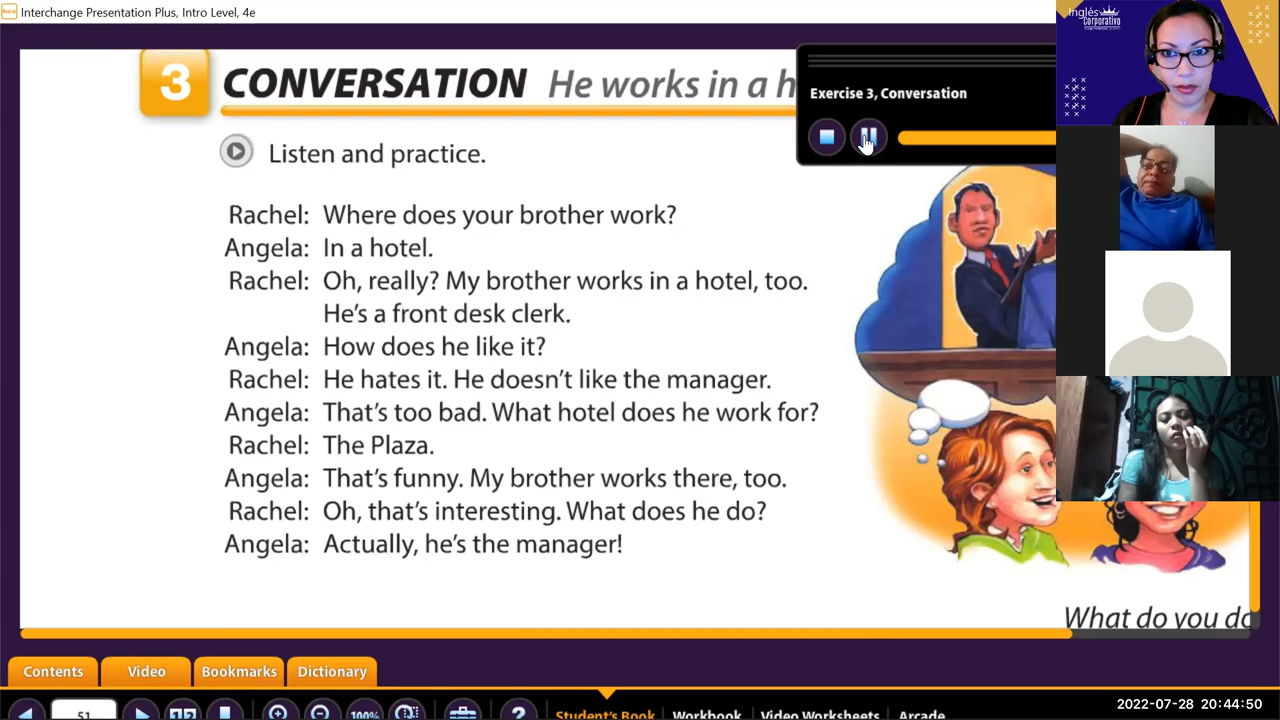 Interchange Presentation Plus, Intro Level, 4e
Inglés
Corporativo
3 CONVERSATION He works in a h
Exercise 3, Conversation
Listen and practice.
Rachel: Where does your brother work?
Angela: In a hotel.
Rachel: Oh, really? My brother works in a hotel, too.
He's a front desk clerk.
Angela: How does he like it?
Rachel: He hates it. He doesn't like the manager.
Angela: That's too bad. What hotel does he work for?
Rachel: The Plaza.
Angela: That's funny. My brother works there, too.
Rachel: Oh, that's interesting. What does he do?
Angela: Actually, he's the manager!
What do you do
Contents Video Bookmarks Dictionary
51 100% ? Student's Book Workbook Video Worksheets Arcade
2022-07-28 20:44:50